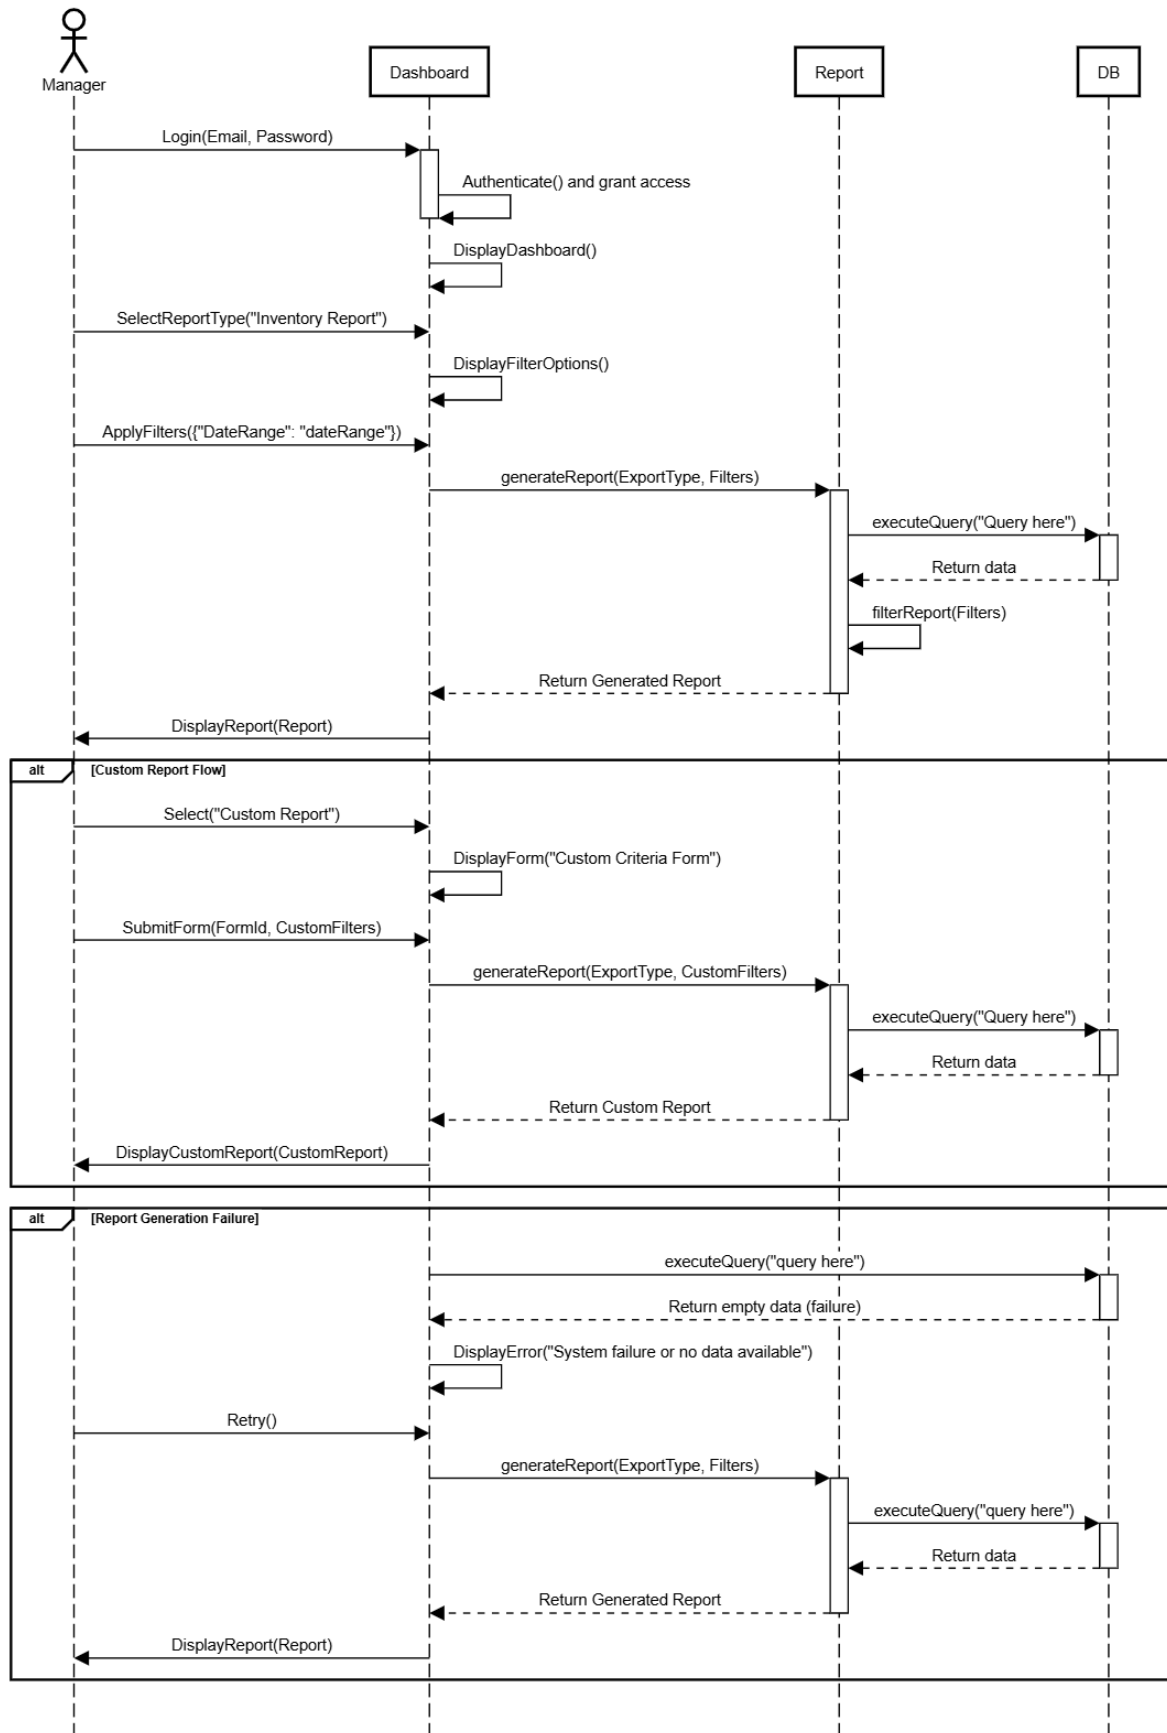 Manager
Dashboard
Report
DB
Login(Email, Password)
Authenticate() and grant access
DisplayDashboard()
SelectReportType("Inventory Report")
DisplayFilterOptions()
ApplyFilters({"DateRange": "dateRange"})
generateReport(ExportType, Filters)
executeQuery("Query here")
Return data
filterReport(Filters)
Return Generated Report
DisplayReport(Report)
alt [Custom Report Flow]
Select("Custom Report")
DisplayForm("Custom Criteria Form")
SubmitForm(FormId, CustomFilters)
generateReport(ExportType, CustomFilters)
executeQuery("Query here")
Return data
Return Custom Report
DisplayCustomReport(CustomReport)
alt [Report Generation Failure]
executeQuery("query here")
Return empty data (failure)
DisplayError("System failure or no data available")
Retry()
generateReport(ExportType, Filters)
executeQuery("query here")
Return data
Return Generated Report
DisplayReport(Report)